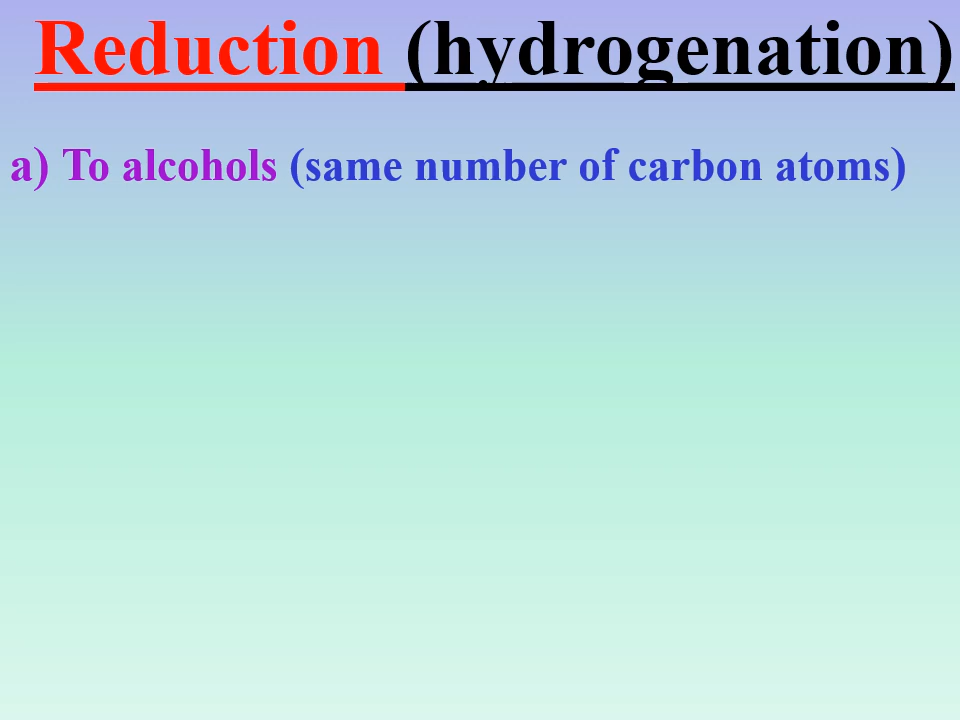 Reduction (hydrogenation)
a) To alcohols (same number of carbon atoms)